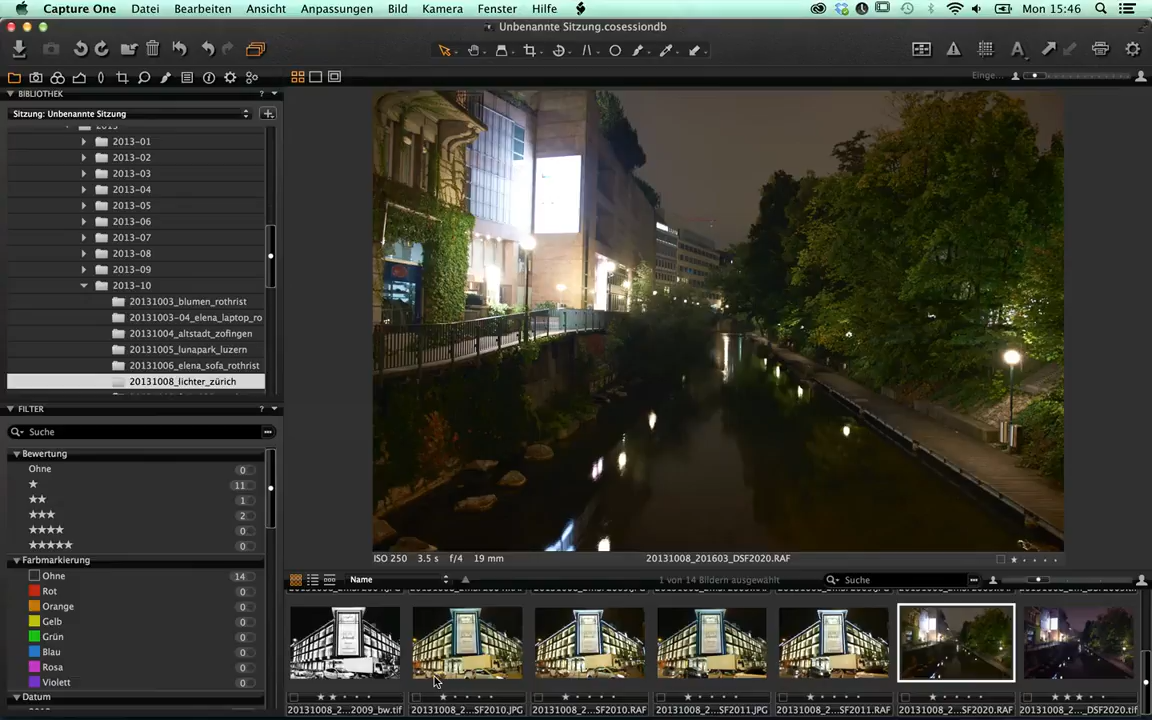 Capture One Datei Bearbeiten Ansicht Anpassungen Bild Kamera Fenster Hilfe Mon 15:46
Unbenannte Sitzung.cosessiondb
Einge...
BIBLIOTHEK ?
Sitzung: Unbenannte Sitzung
2013
2013-01
2013-02
2013-03
2013-04
2013-05
2013-06
2013-07
2013-08
2013-09
2013-10
20131003_blumen_rothrist
20131003-04_elena_laptop_ro
20131004_altstadt_zofingen
20131005_lunapark_luzern
20131006_elena_sofa_rothrist
20131008_lichter_zürich
FILTER ?
Suche
Bewertung
Ohne 0
★ 11
★★ 1
★★★ 2
★★★★ 0
★★★★★ 0
Farbmarkierung
Ohne 14
Rot 0
Orange 0
Gelb 0
Grün 0
Blau 0
Rosa 0
Violett 0
Datum
ISO 250 3.5 s f/4 19 mm 20131008_201603_DSF2020.RAF
Name 1 von 14 Bildern ausgewählt Suche
20131008_2...2009_bw.tif 20131008_2...SF2010.JPG 20131008_2...SF2010.RAF 20131008_2...SF2011.JPG 20131008_2...SF2011.RAF 20131008_2...SF2020.RAF 20131008_2..._DSF2020.tif